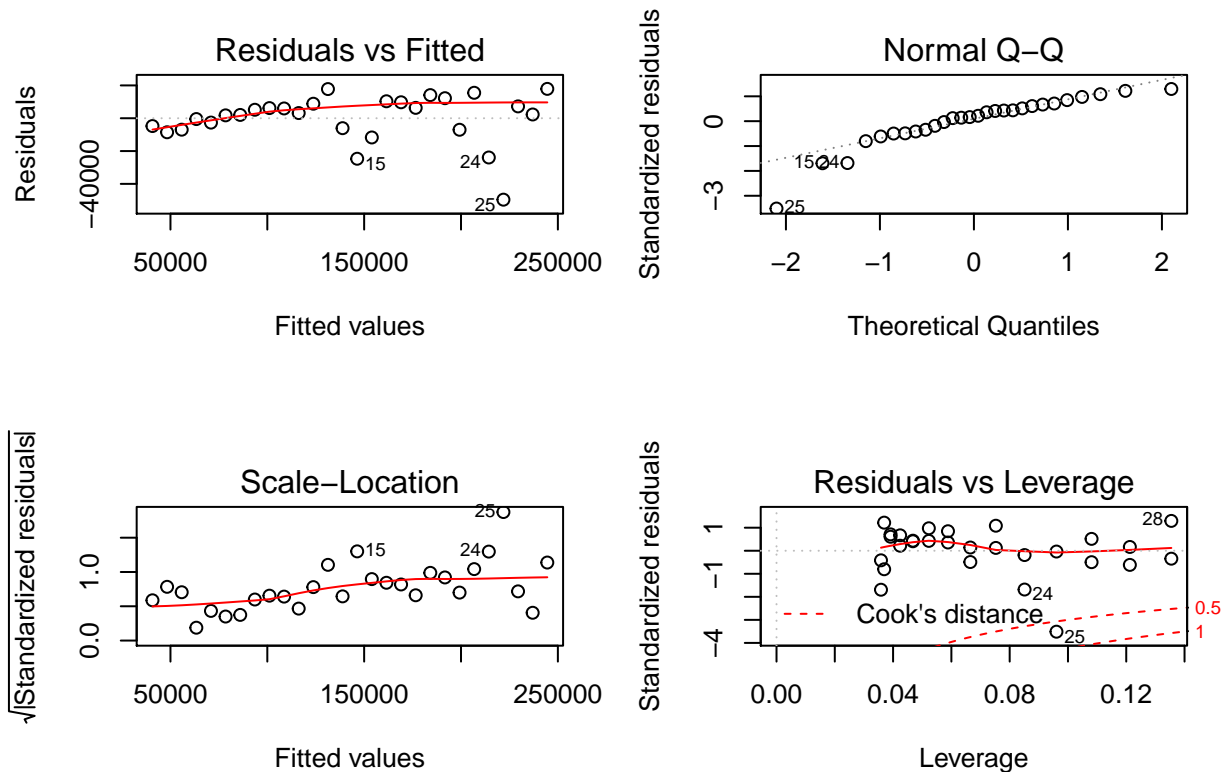 Residuals vs Fitted
Residuals
−40000
15
24
25
50000 150000 250000
Fitted values
Normal Q−Q
Standardized residuals
0
−3
15 24
25
−2 −1 0 1 2
Theoretical Quantiles
Scale−Location
√|Standardized residuals|
1.0
0.0
25
15
24
50000 150000 250000
Fitted values
Residuals vs Leverage
Standardized residuals
1
−1
−4
28
24
Cook's distance
25
0.5
1
0.00 0.04 0.08 0.12
Leverage